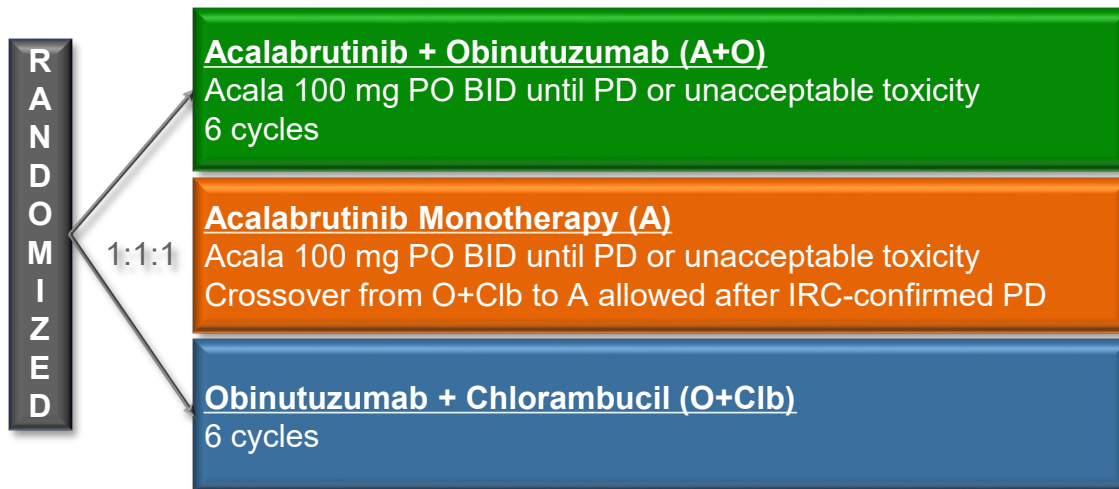 RANDOMIZED
1:1:1
Acalabrutinib + Obinutuzumab (A+O)
Acala 100 mg PO BID until PD or unacceptable toxicity
6 cycles
Acalabrutinib Monotherapy (A)
Acala 100 mg PO BID until PD or unacceptable toxicity
Crossover from O+Clb to A allowed after IRC-confirmed PD
Obinutuzumab + Chlorambucil (O+Clb)
6 cycles